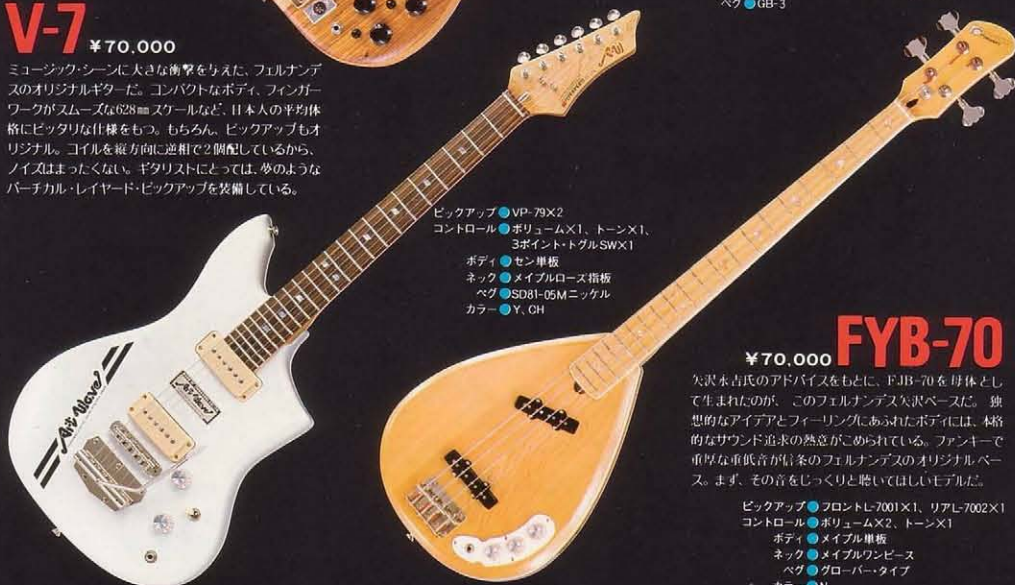 ペグ●GB-3
V-7 ¥70,000
ミュージック・シーンに大きな衝撃を与えた、フェルナンデ
スのオリジナルギターだ。コンパクトなボディ、フィンガー
ワークがスムーズな628㎜スケールなど、日本人の平均体
格にピッタリな仕様をもつ。もちろん、ピックアップもオ
リジナル。コイルを縦方向に逆相で2個配しているから、
ノイズはまったくない。ギタリストにとっては、夢のような
バーチカル・レイヤード・ピックアップを装備している。
ピックアップ●VP-79×2
コントロール●ボリューム×1、トーン×1、
3ポイント・トグルSW×1
ボディ●セン単板
ネック●メイプルローズ指板
ペグ●SD81-05Mニッケル
カラー●Y、CH
Art Wave
Art Wave
¥70,000 FYB-70
矢沢永吉氏のアドバイスをもとに、FJB-70を母体とし
て生まれたのが、このフェルナンデス矢沢ベースだ。独
想的なアイデアとフィーリングにあふれたボディには、本格
的なサウンド追求の熱意がこめられている。ファンキーで
重厚な重低音が信条のフェルナンデスのオリジナルベー
ス。まず、その音をじっくりと聴いてほしいモデルだ。
ピックアップ●フロントL-7001×1、リアL-7002×1
コントロール●ボリューム×2、トーン×1
ボディ●メイプル単板
ネック●メイプルワンピース
ペグ●グローバー・タイプ
カラー●N